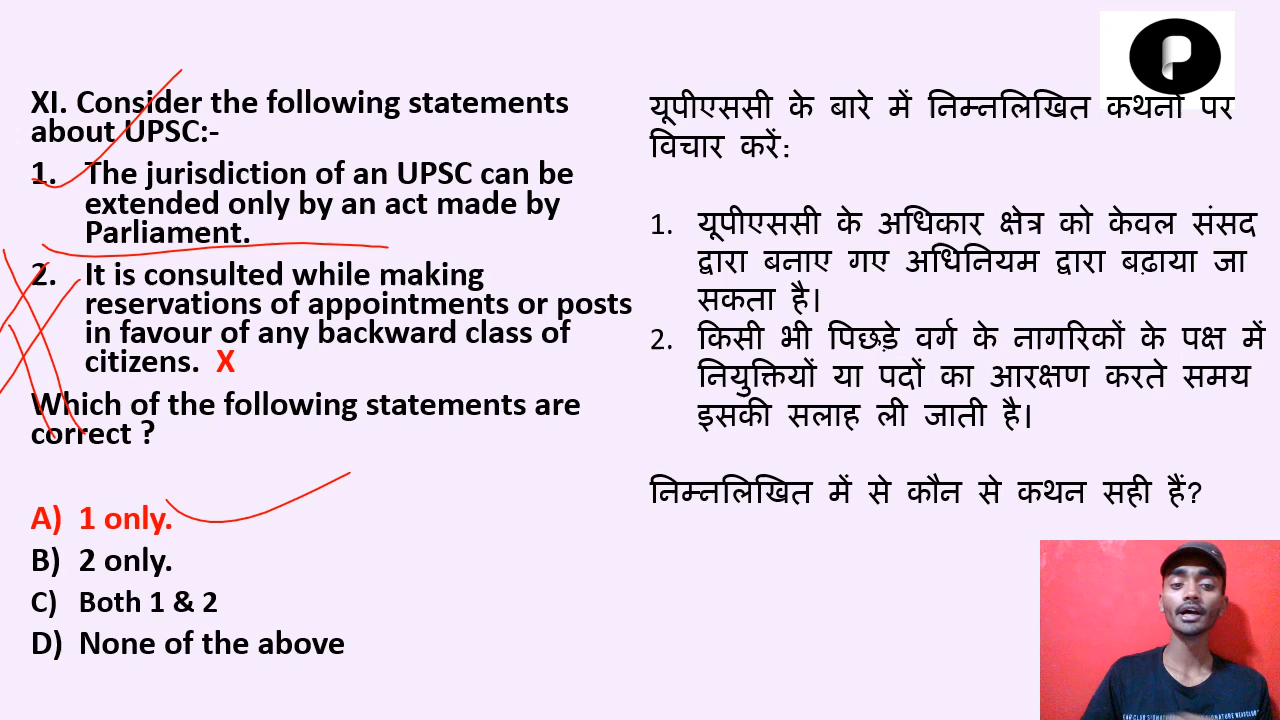 XI. Consider the following statements
about UPSC:-
1. The jurisdiction of an UPSC can be
extended only by an act made by
Parliament.
2. It is consulted while making
reservations of appointments or posts
in favour of any backward class of
citizens. X
Which of the following statements are
correct ?
A) 1 only.
B) 2 only.
C) Both 1 & 2
D) None of the above
P
यूपीएससी के बारे में निम्नलिखित कथनों पर
विचार करें:
1. यूपीएससी के अधिकार क्षेत्र को केवल संसद
द्वारा बनाए गए अधिनियम द्वारा बढ़ाया जा
सकता है।
2. किसी भी पिछड़े वर्ग के नागरिकों के पक्ष में
नियुक्तियों या पदों का आरक्षण करते समय
इसकी सलाह ली जाती है।
निम्नलिखित में से कौन से कथन सही हैं?